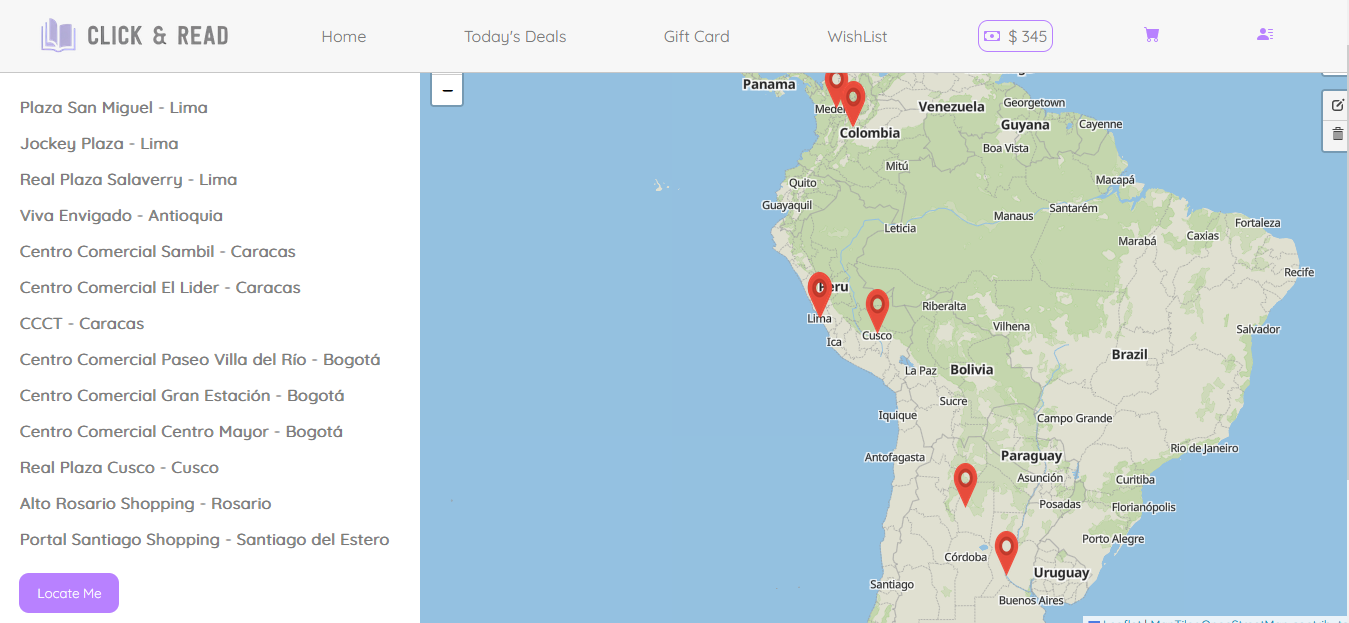 CLICK & READ
Home
Today's Deals
Gift Card
WishList
$ 345
Plaza San Miguel - Lima
Jockey Plaza - Lima
Real Plaza Salaverry - Lima
Viva Envigado - Antioquia
Centro Comercial Sambil - Caracas
Centro Comercial El Lider - Caracas
CCCT - Caracas
Centro Comercial Paseo Villa del Río - Bogotá
Centro Comercial Gran Estación - Bogotá
Centro Comercial Centro Mayor - Bogotá
Real Plaza Cusco - Cusco
Alto Rosario Shopping - Rosario
Portal Santiago Shopping - Santiago del Estero
Locate Me
−
Panama
Venezuela
Georgetown
Guyana
Cayenne
Colombia
Boa Vista
Mitú
Quito
Macapá
Guayaquil
Santarém
Manaus
Leticia
Fortaleza
Caxias
Marabá
Recife
Peru
Riberalta
Lima
Vilhena
Salvador
Cusco
Ica
Brazil
La Paz
Bolivia
Sucre
Iquique
Campo Grande
Rio de Janeiro
Antofagasta
Paraguay
Asunción
Curitiba
Posadas
Florianópolis
Porto Alegre
Córdoba
Uruguay
Santiago
Buenos Aires